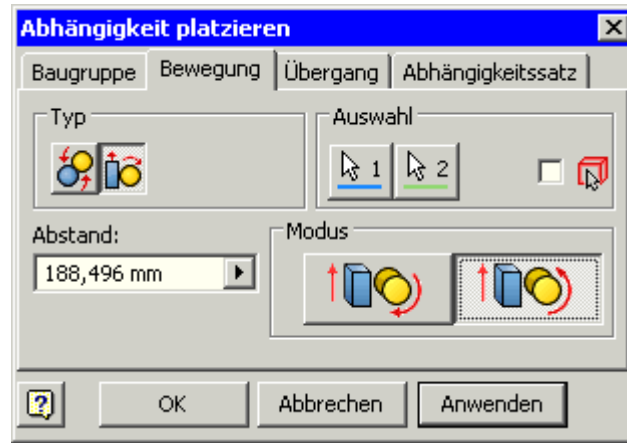 Abhängigkeit platzieren
Baugruppe Bewegung Übergang Abhängigkeitssatz
Typ
Auswahl
1 2
Abstand:
188,496 mm
Modus
?
OK Abbrechen Anwenden